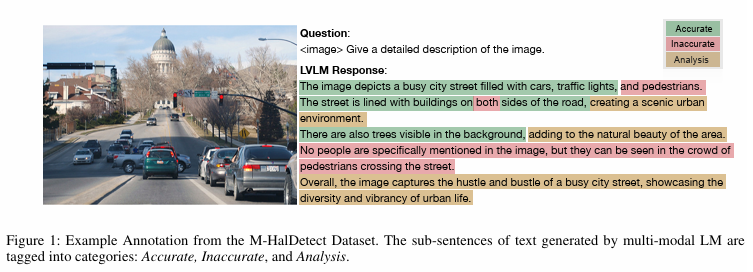 Question:
<image> Give a detailed description of the image.
LVLM Response:
The image depicts a busy city street filled with cars, traffic lights, and pedestrians.
The street is lined with buildings on both sides of the road, creating a scenic urban
environment.
There are also trees visible in the background, adding to the natural beauty of the area.
No people are specifically mentioned in the image, but they can be seen in the crowd of
pedestrians crossing the street.
Overall, the image captures the hustle and bustle of a busy city street, showcasing the
diversity and vibrancy of urban life.
Accurate
Inaccurate
Analysis
Figure 1: Example Annotation from the M-HalDetect Dataset. The sub-sentences of text generated by multi-modal LM are
tagged into categories: Accurate, Inaccurate, and Analysis.